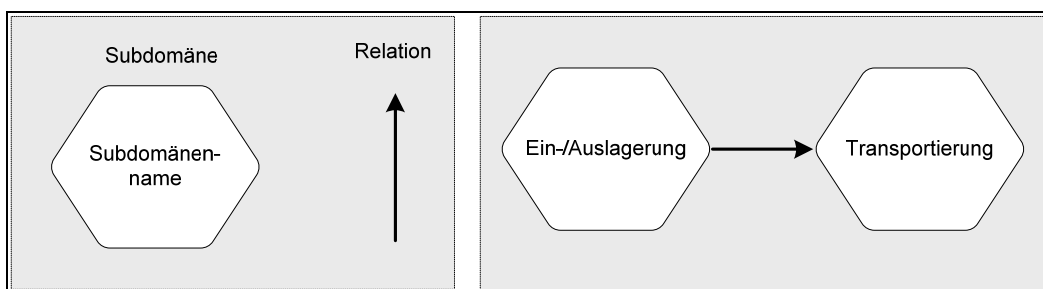 Subdomäne
Relation
Subdomänen-
name
Ein-/Auslagerung
Transportierung